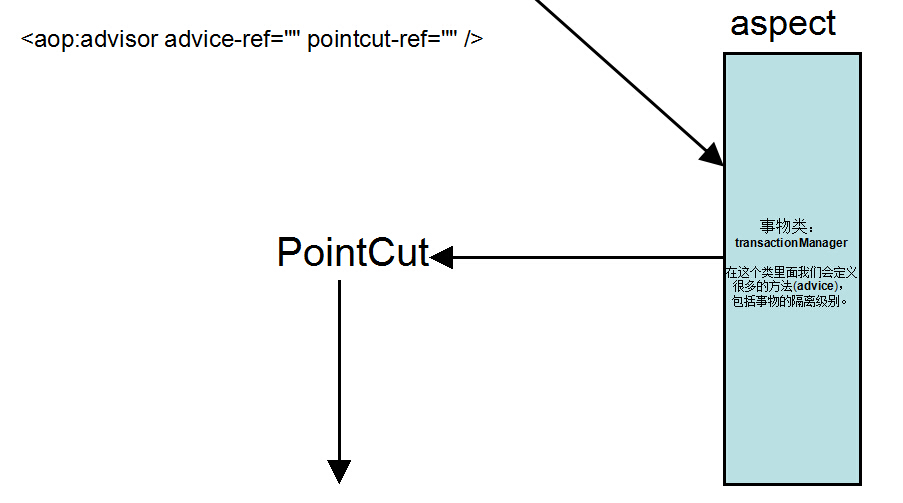 aspect
<aop:advisor advice-ref="" pointcut-ref="" />
事物类：
transactionManager
PointCut
在这个类里面我们会定义
很多的方法(advice)，
包括事物的隔离级别。